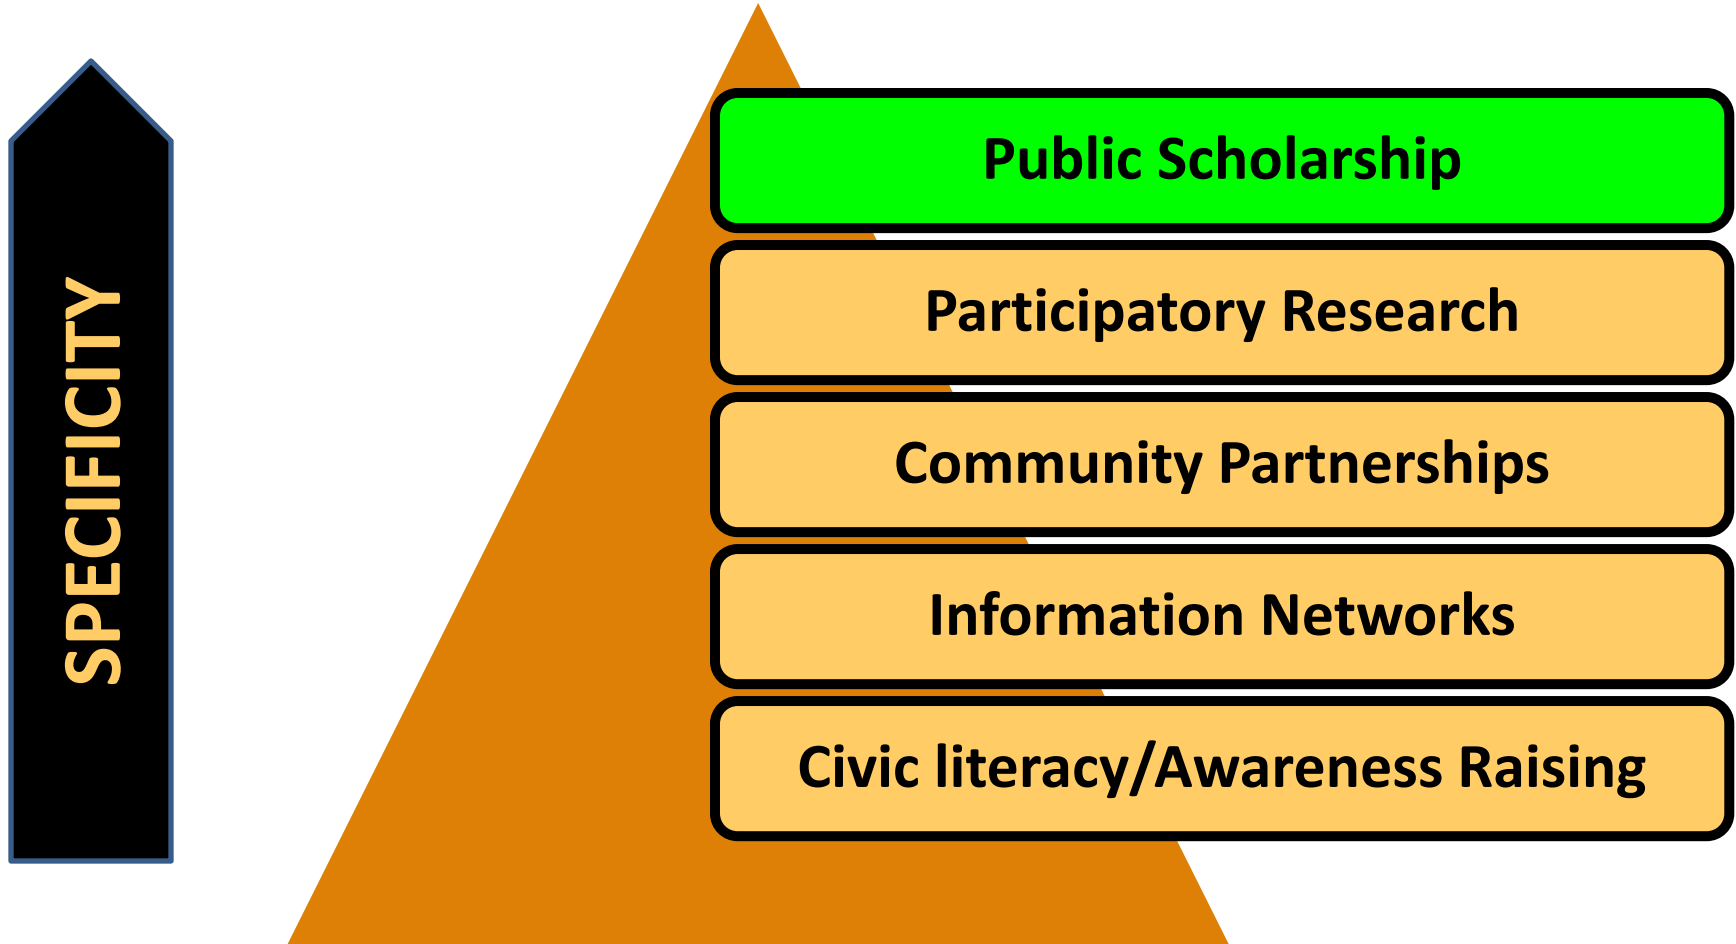 SPECIFICITY
Public Scholarship
Participatory Research
Community Partnerships
Information Networks
Civic literacy/Awareness Raising